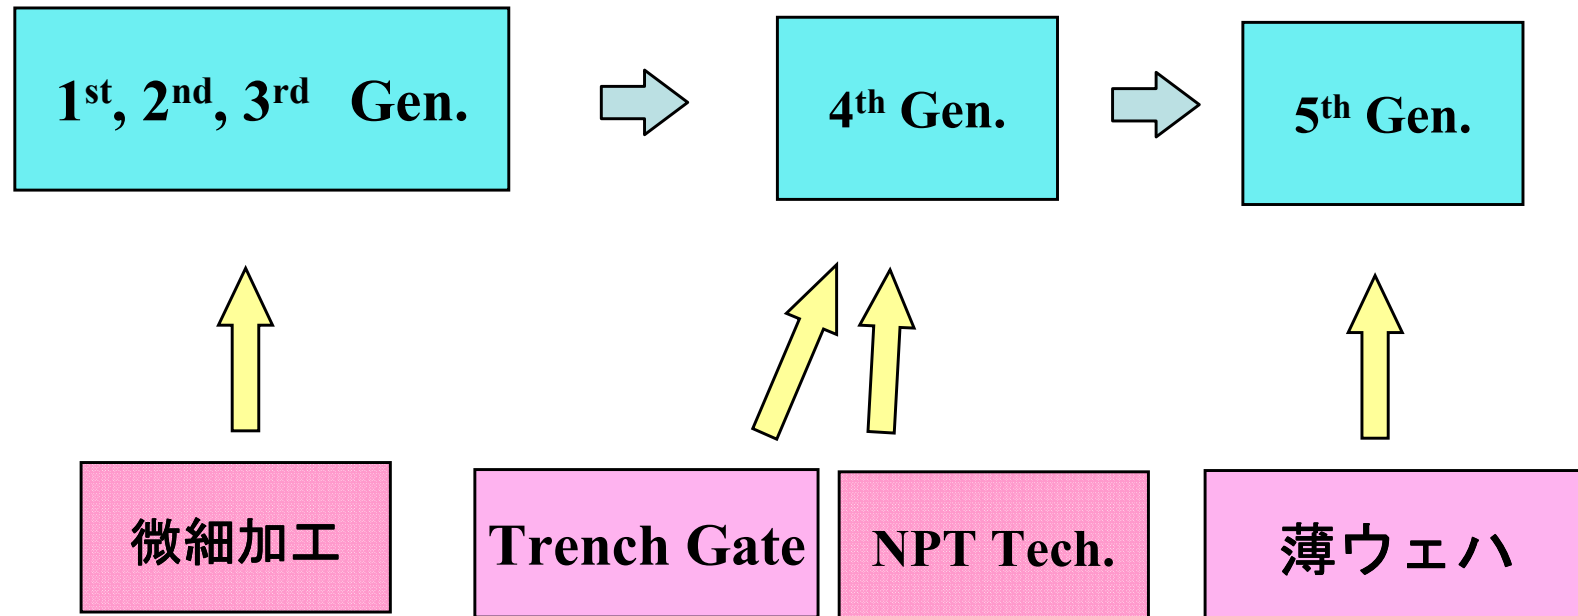 1st, 2nd, 3rd Gen.
4th Gen.
5th Gen.
微細加工
Trench Gate
NPT Tech.
薄ウェハ